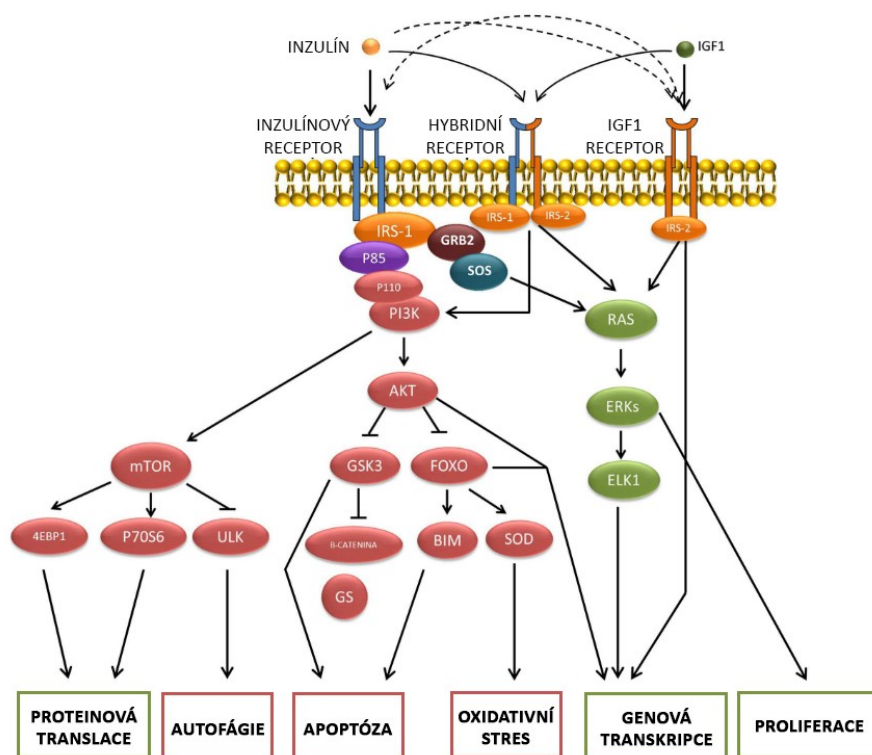 INZULÍN
IGF1
INZULÍNOVÝ
RECEPTOR
HYBRIDNÍ
RECEPTOR
IGF1
RECEPTOR
IRS-1
GRB2
IRS-1
IRS-2
IRS-2
P85
SOS
P110
PI3K
RAS
AKT
ERKs
mTOR
GSK3
FOXO
ELK1
4EBP1
P70S6
ULK
B-CATENINA
BIM
SOD
GS
PROTEINOVÁ
TRANSLACE
AUTOFÁGIE
APOPTÓZA
OXIDATIVNÍ
STRES
GENOVÁ
TRANSKRIPCE
PROLIFERACE